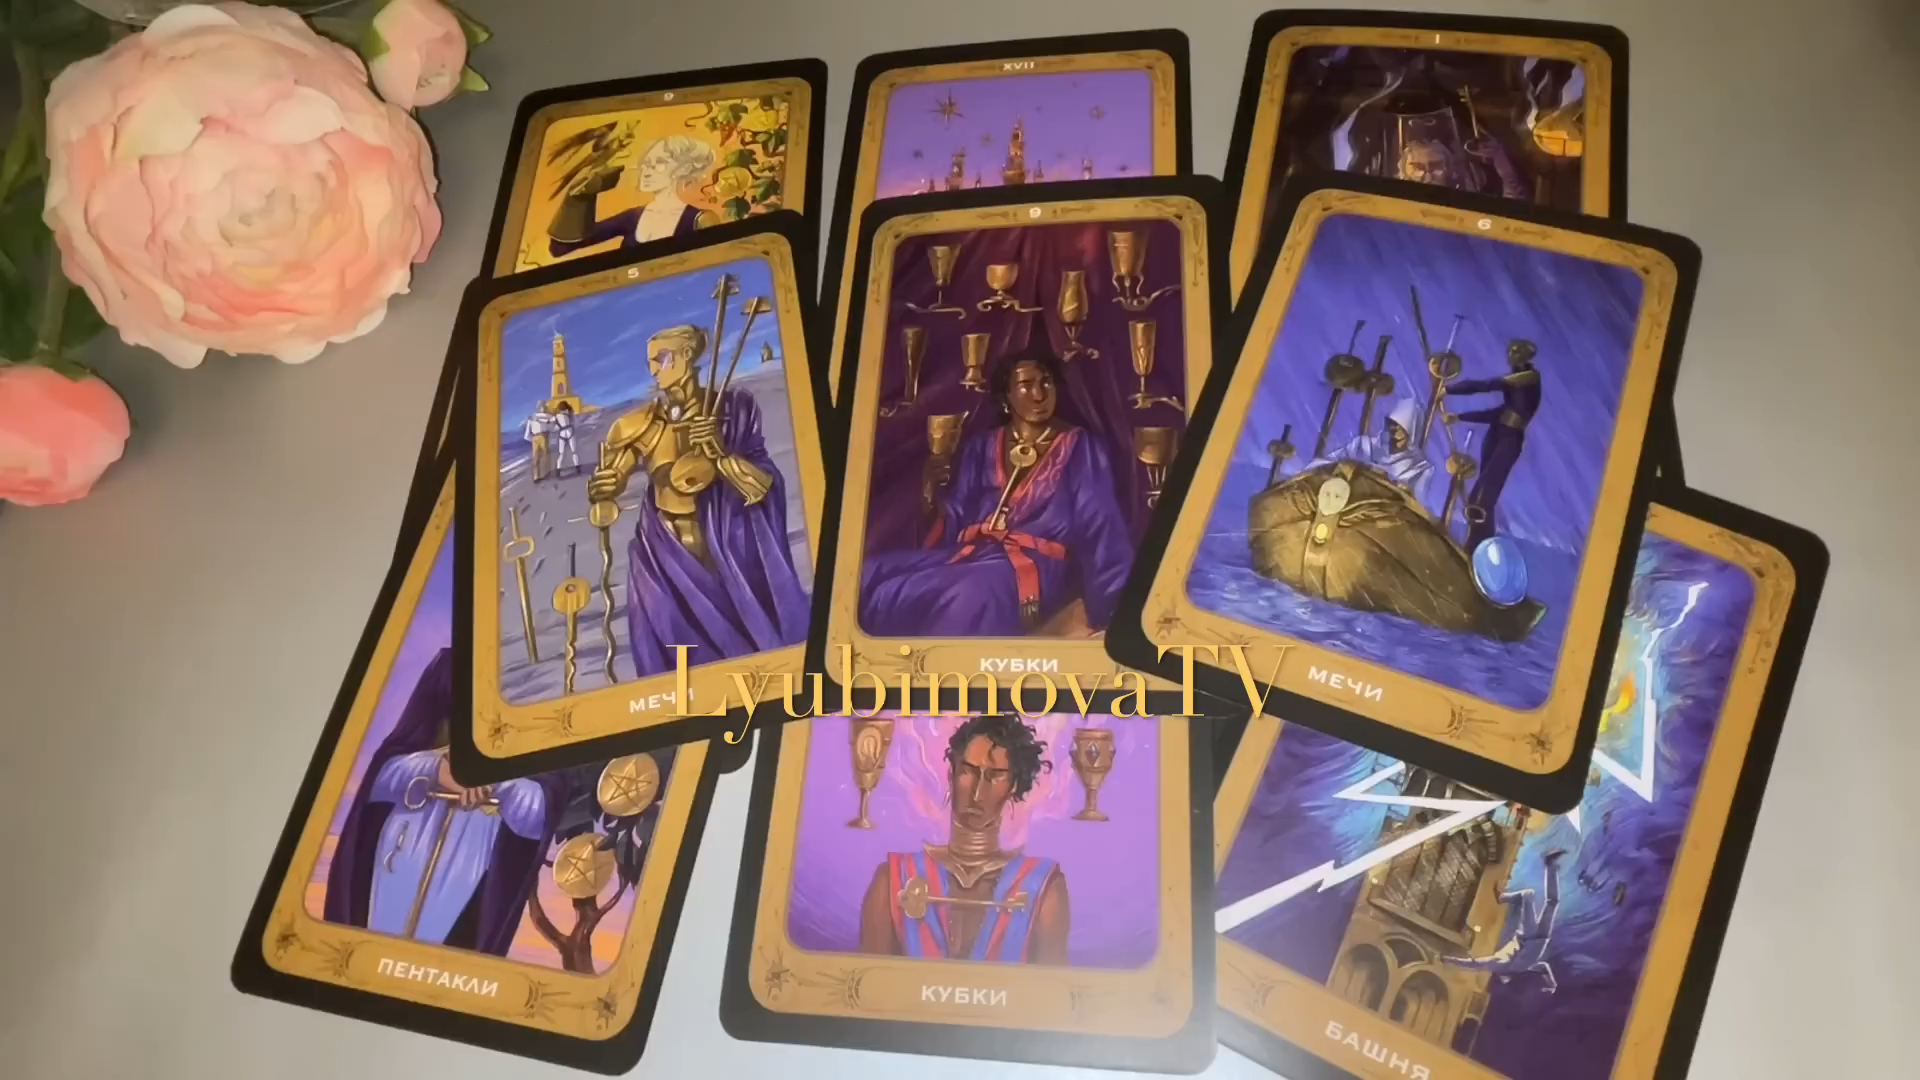 9
XVII
I
5
9
6
МЕЧИ
КУБКИ
МЕЧИ
LyubimovaTV
ПЕНТАКЛИ
КУБКИ
БАШНЯ